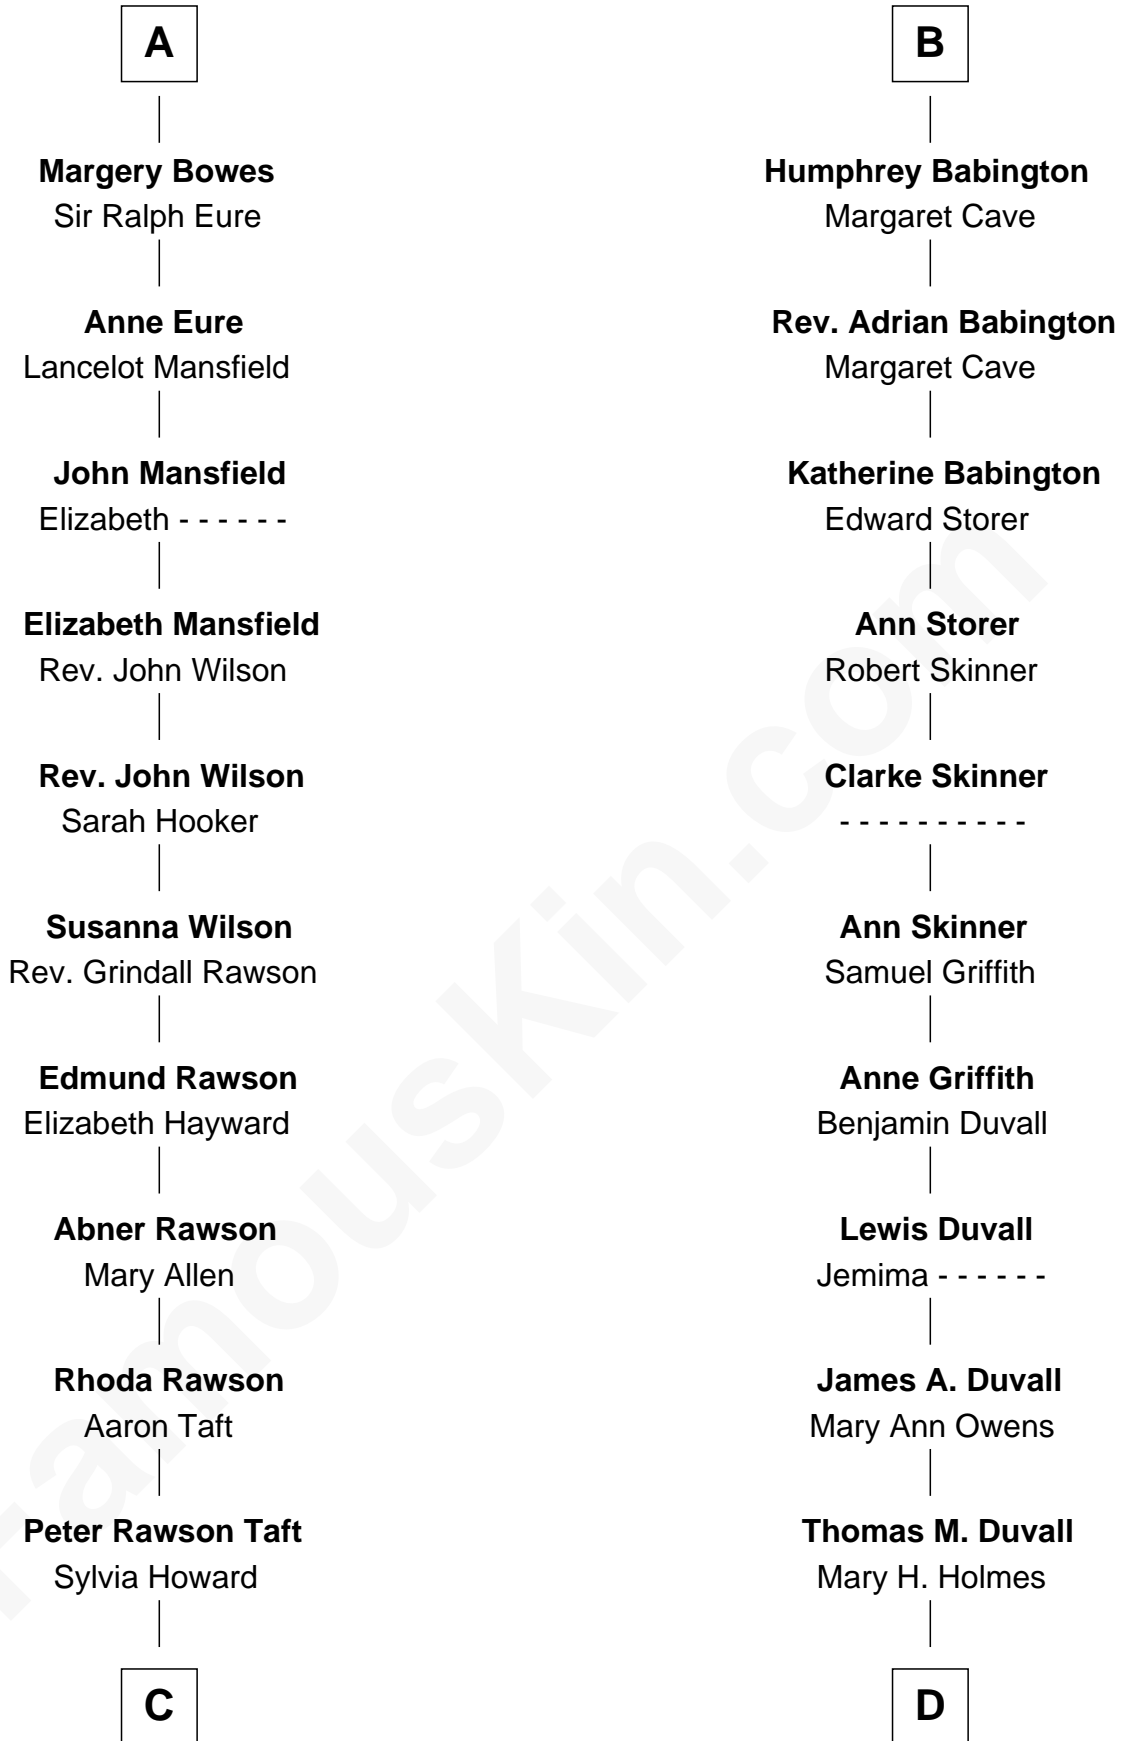 A
Margery Bowes
Sir Ralph Eure
Anne Eure
Lancelot Mansfield
John Mansfield
Elizabeth - - - - - -
Elizabeth Mansfield
Rev. John Wilson
Rev. John Wilson
Sarah Hooker
Susanna Wilson
Rev. Grindall Rawson
Edmund Rawson
Elizabeth Hayward
Abner Rawson
Mary Allen
Rhoda Rawson
Aaron Taft
Peter Rawson Taft
Sylvia Howard
C
B
Humphrey Babington
Margaret Cave
Rev. Adrian Babington
Margaret Cave
Katherine Babington
Edward Storer
Ann Storer
Robert Skinner
Clarke Skinner
- - - - - - - - - -
Ann Skinner
Samuel Griffith
Anne Griffith
Benjamin Duvall
Lewis Duvall
Jemima - - - - - -
James A. Duvall
Mary Ann Owens
Thomas M. Duvall
Mary H. Holmes
D
FamousKin.com